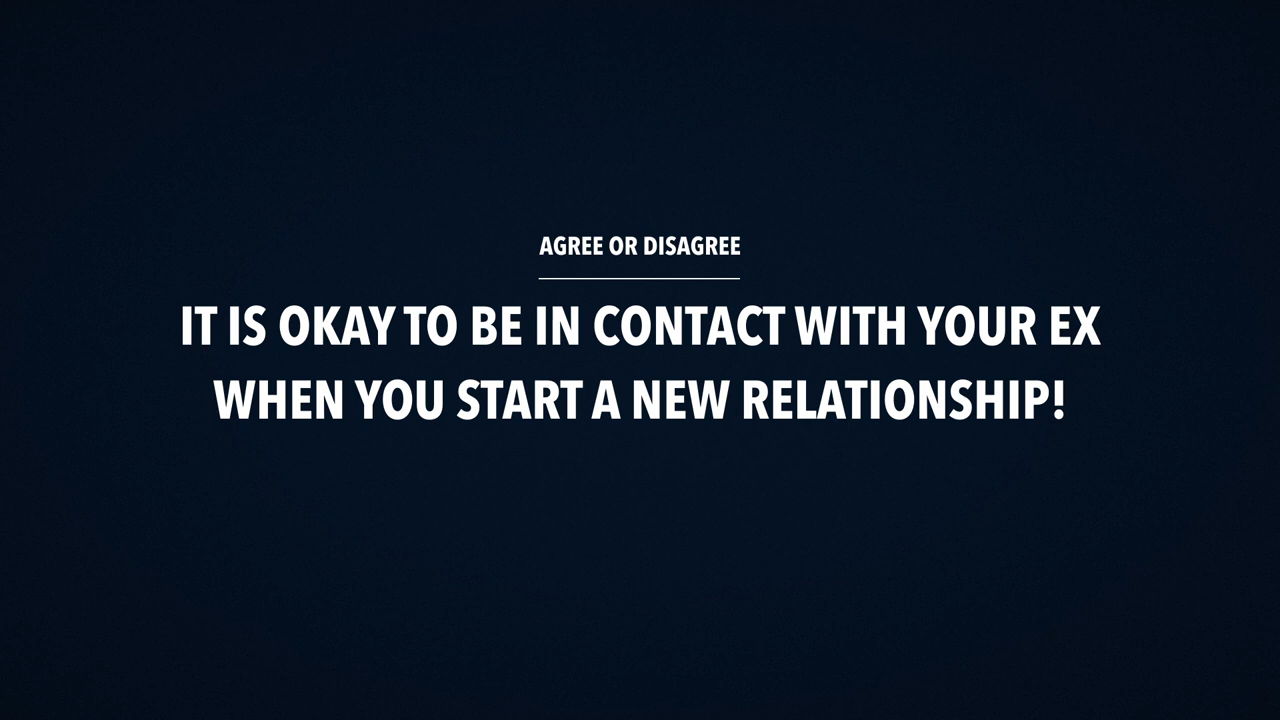 AGREE OR DISAGREE
IT IS OKAY TO BE IN CONTACT WITH YOUR EX
WHEN YOU START A NEW RELATIONSHIP!